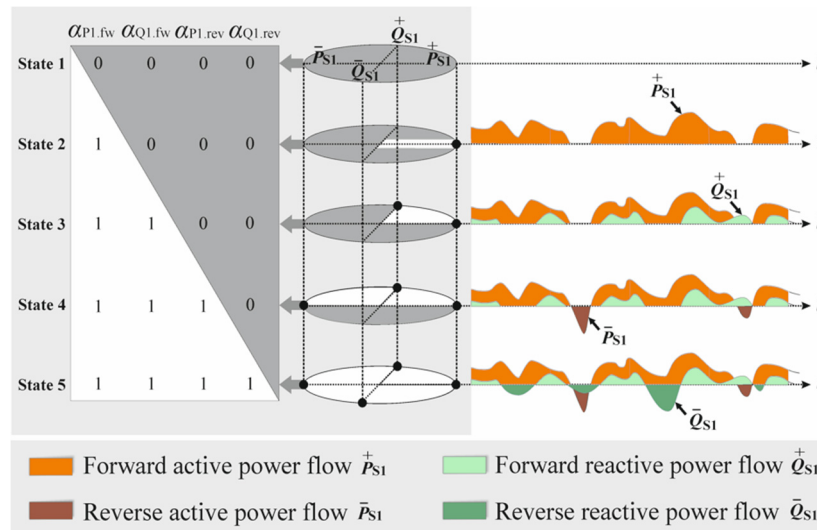 αP1.fw αQ1.fw αP1.rev αQ1.rev
+QS1
-PS1 +PS1
-QS1
State 1 0 0 0 0
+PS1
State 2 1 0 0 0
+QS1
State 3 1 1 0 0
State 4 1 1 1 0
-PS1
State 5 1 1 1 1
-QS1
Forward active power flow +PS1 Forward reactive power flow +QS1
Reverse active power flow -PS1 Reverse reactive power flow -QS1